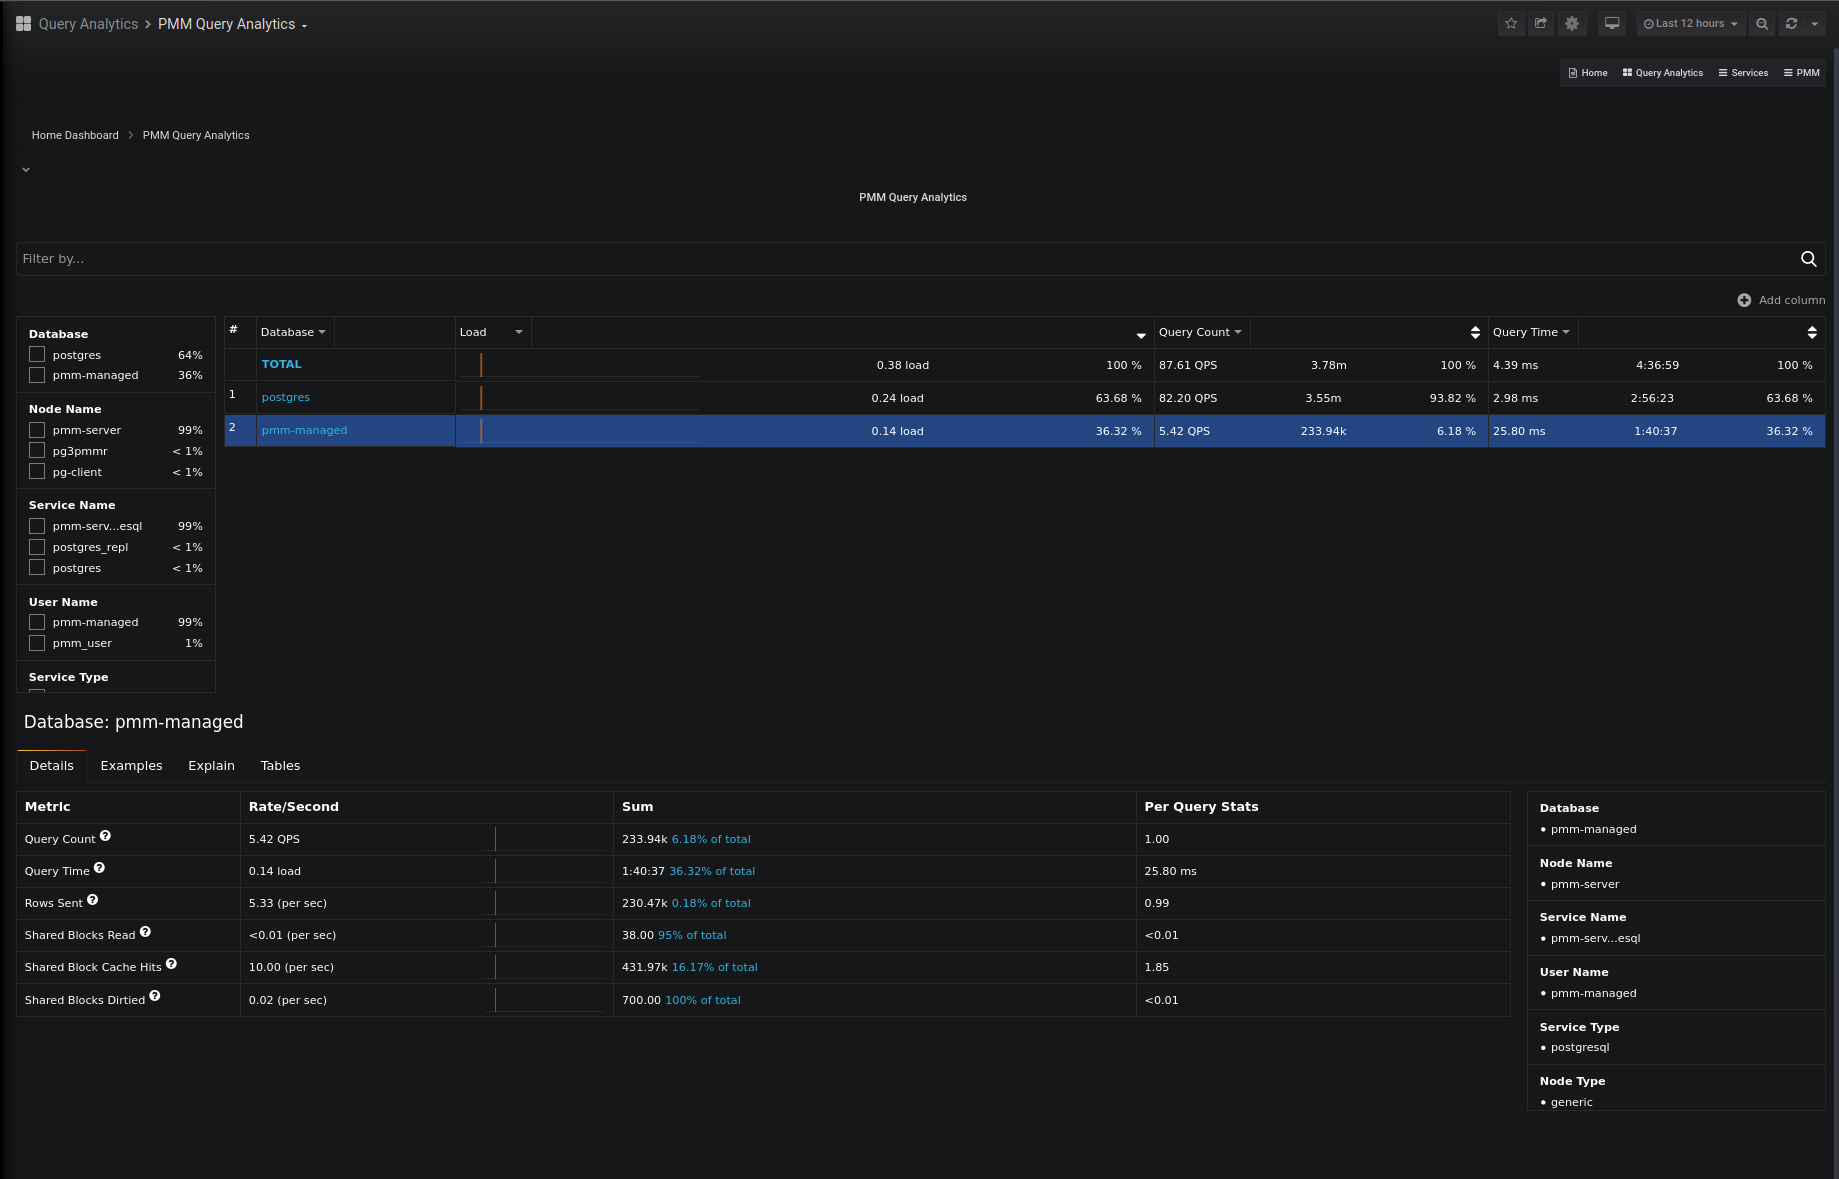 Query Analytics > PMM Query Analytics
Last 12 hours
Home Query Analytics Services PMM
Home Dashboard > PMM Query Analytics
PMM Query Analytics
Filter by...
Add column
Database
postgres 64%
pmm-managed 36%
Node Name
pmm-server 99%
pg3pmmr < 1%
pg-client < 1%
Service Name
pmm-serv...esql 99%
postgres_repl < 1%
postgres < 1%
User Name
pmm-managed 99%
pmm_user 1%
Service Type
# Database Load Query Count Query Time
TOTAL 0.38 load 100 % 87.61 QPS 3.78m 100 % 4.39 ms 4:36:59 100 %
1 postgres 0.24 load 63.68 % 82.20 QPS 3.55m 93.82 % 2.98 ms 2:56:23 63.68 %
2 pmm-managed 0.14 load 36.32 % 5.42 QPS 233.94k 6.18 % 25.80 ms 1:40:37 36.32 %
Database: pmm-managed
Details Examples Explain Tables
Metric Rate/Second Sum Per Query Stats
Query Count ? 5.42 QPS 233.94k 6.18% of total 1.00
Query Time ? 0.14 load 1:40:37 36.32% of total 25.80 ms
Rows Sent ? 5.33 (per sec) 230.47k 0.18% of total 0.99
Shared Blocks Read ? <0.01 (per sec) 38.00 95% of total <0.01
Shared Block Cache Hits ? 10.00 (per sec) 431.97k 16.17% of total 1.85
Shared Blocks Dirtied ? 0.02 (per sec) 700.00 100% of total <0.01
Database
• pmm-managed
Node Name
• pmm-server
Service Name
• pmm-serv...esql
User Name
• pmm-managed
Service Type
• postgresql
Node Type
• generic